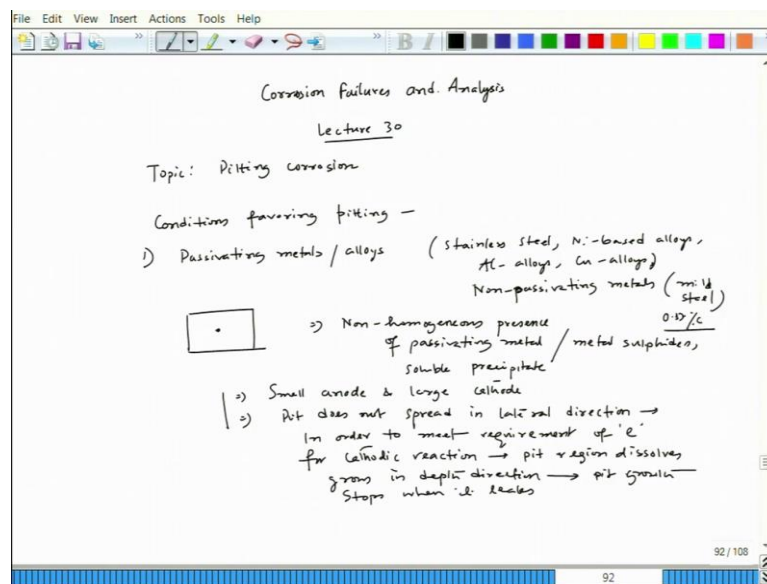 File Edit View Insert Actions Tools Help
B I
Corrosion Failures and Analysis
Lecture 30
Topic: Pitting corrosion
Conditions favoring pitting -
1) Passivating metals / alloys (Stainless steel, Ni-based alloys,
Al-alloys, Cu-alloys)
Non-passivating metals (mild
steel)
⇒ Non-homogeneous presence
of passivating metal / metal sulphides,
soluble precipitate
⇒ Small anode & large cathode
⇒ Pit does not spread in lateral direction →
In order to meet requirement of 'e'
for cathodic reaction → pit region dissolves
grows in depth direction → pit growth
stops when it leaks
92 / 108
92